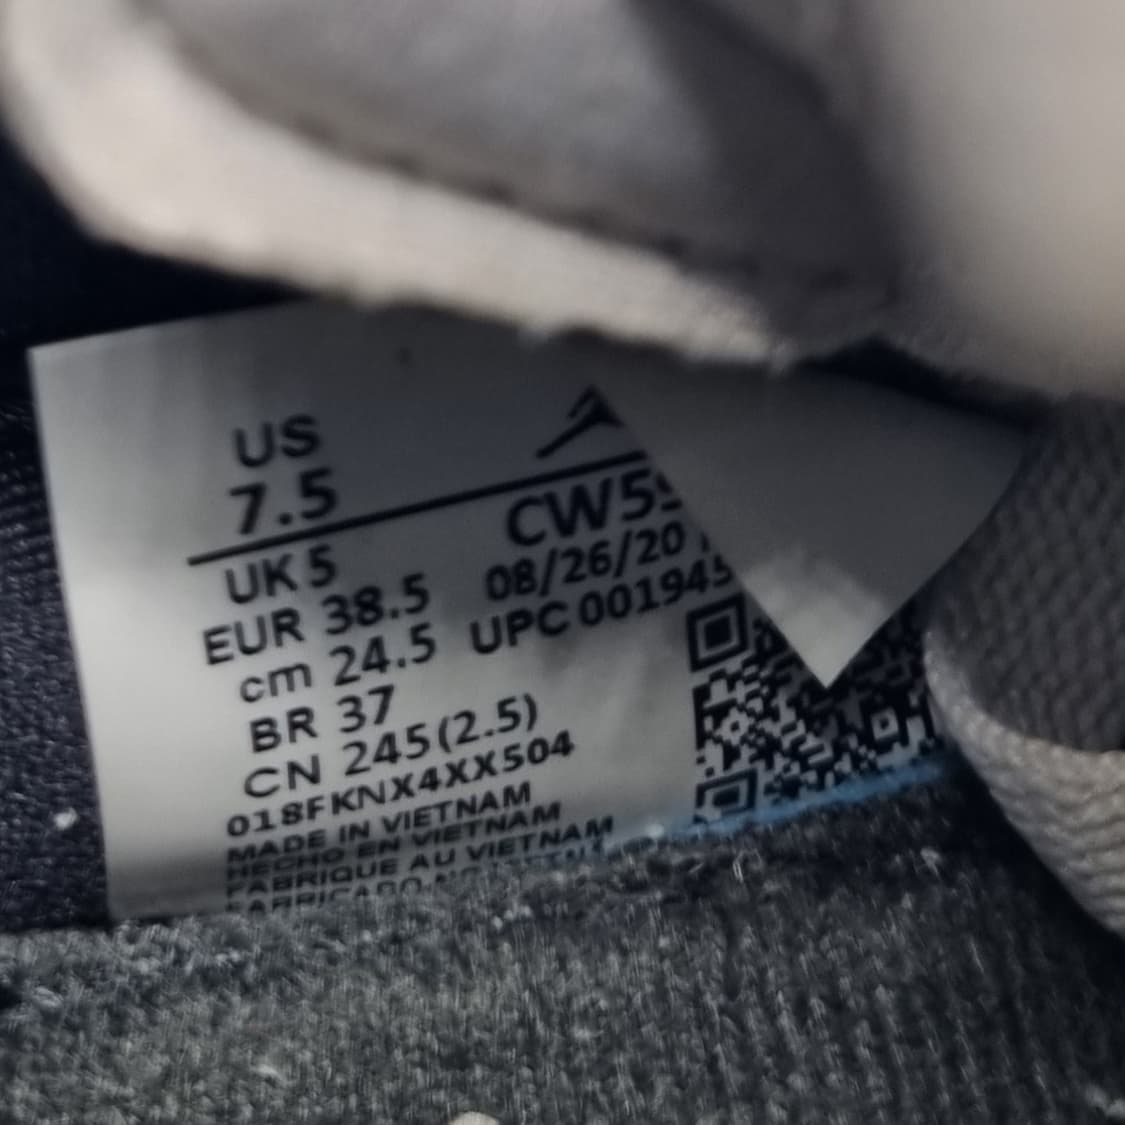 US
7.5
UK 5
EUR 38.5
cm 24.5
BR 37
CN 245(2.5)
018FKNX4XX504
MADE IN VIETNAM
HECHO EN VIETNAM
FABRIQUE AU VIETNAM
FABRICADO
CW5
08/26/20
UPC 001945